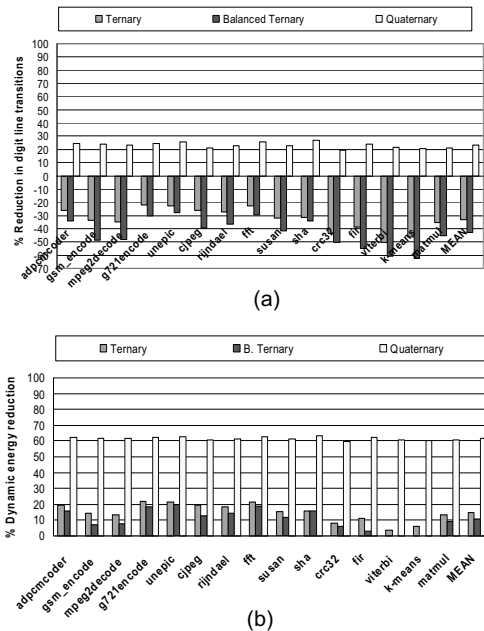 Ternary Balanced Ternary Quaternary
% Reduction in digit line transitions
100
90
80
70
60
50
40
30
20
10
0
-10
-20
-30
-40
-50
-60
70
adpcmcoder
gsm_encode
mpeg2decode
g721encode
unepic
cjpeg
rijndael
fft
susan
sha
crc32
fir
viterbi
k-means
matmul
MEAN
(a)
Ternary B. Ternary Quaternary
% Dynamic energy reduction
100
90
80
70
60
50
40
30
20
10
0
adpcmcoder
gsm_encode
mpeg2decode
g721encode
unepic
cjpeg
rijndael
fft
susan
sha
crc32
fir
viterbi
k-means
matmul
MEAN
(b)